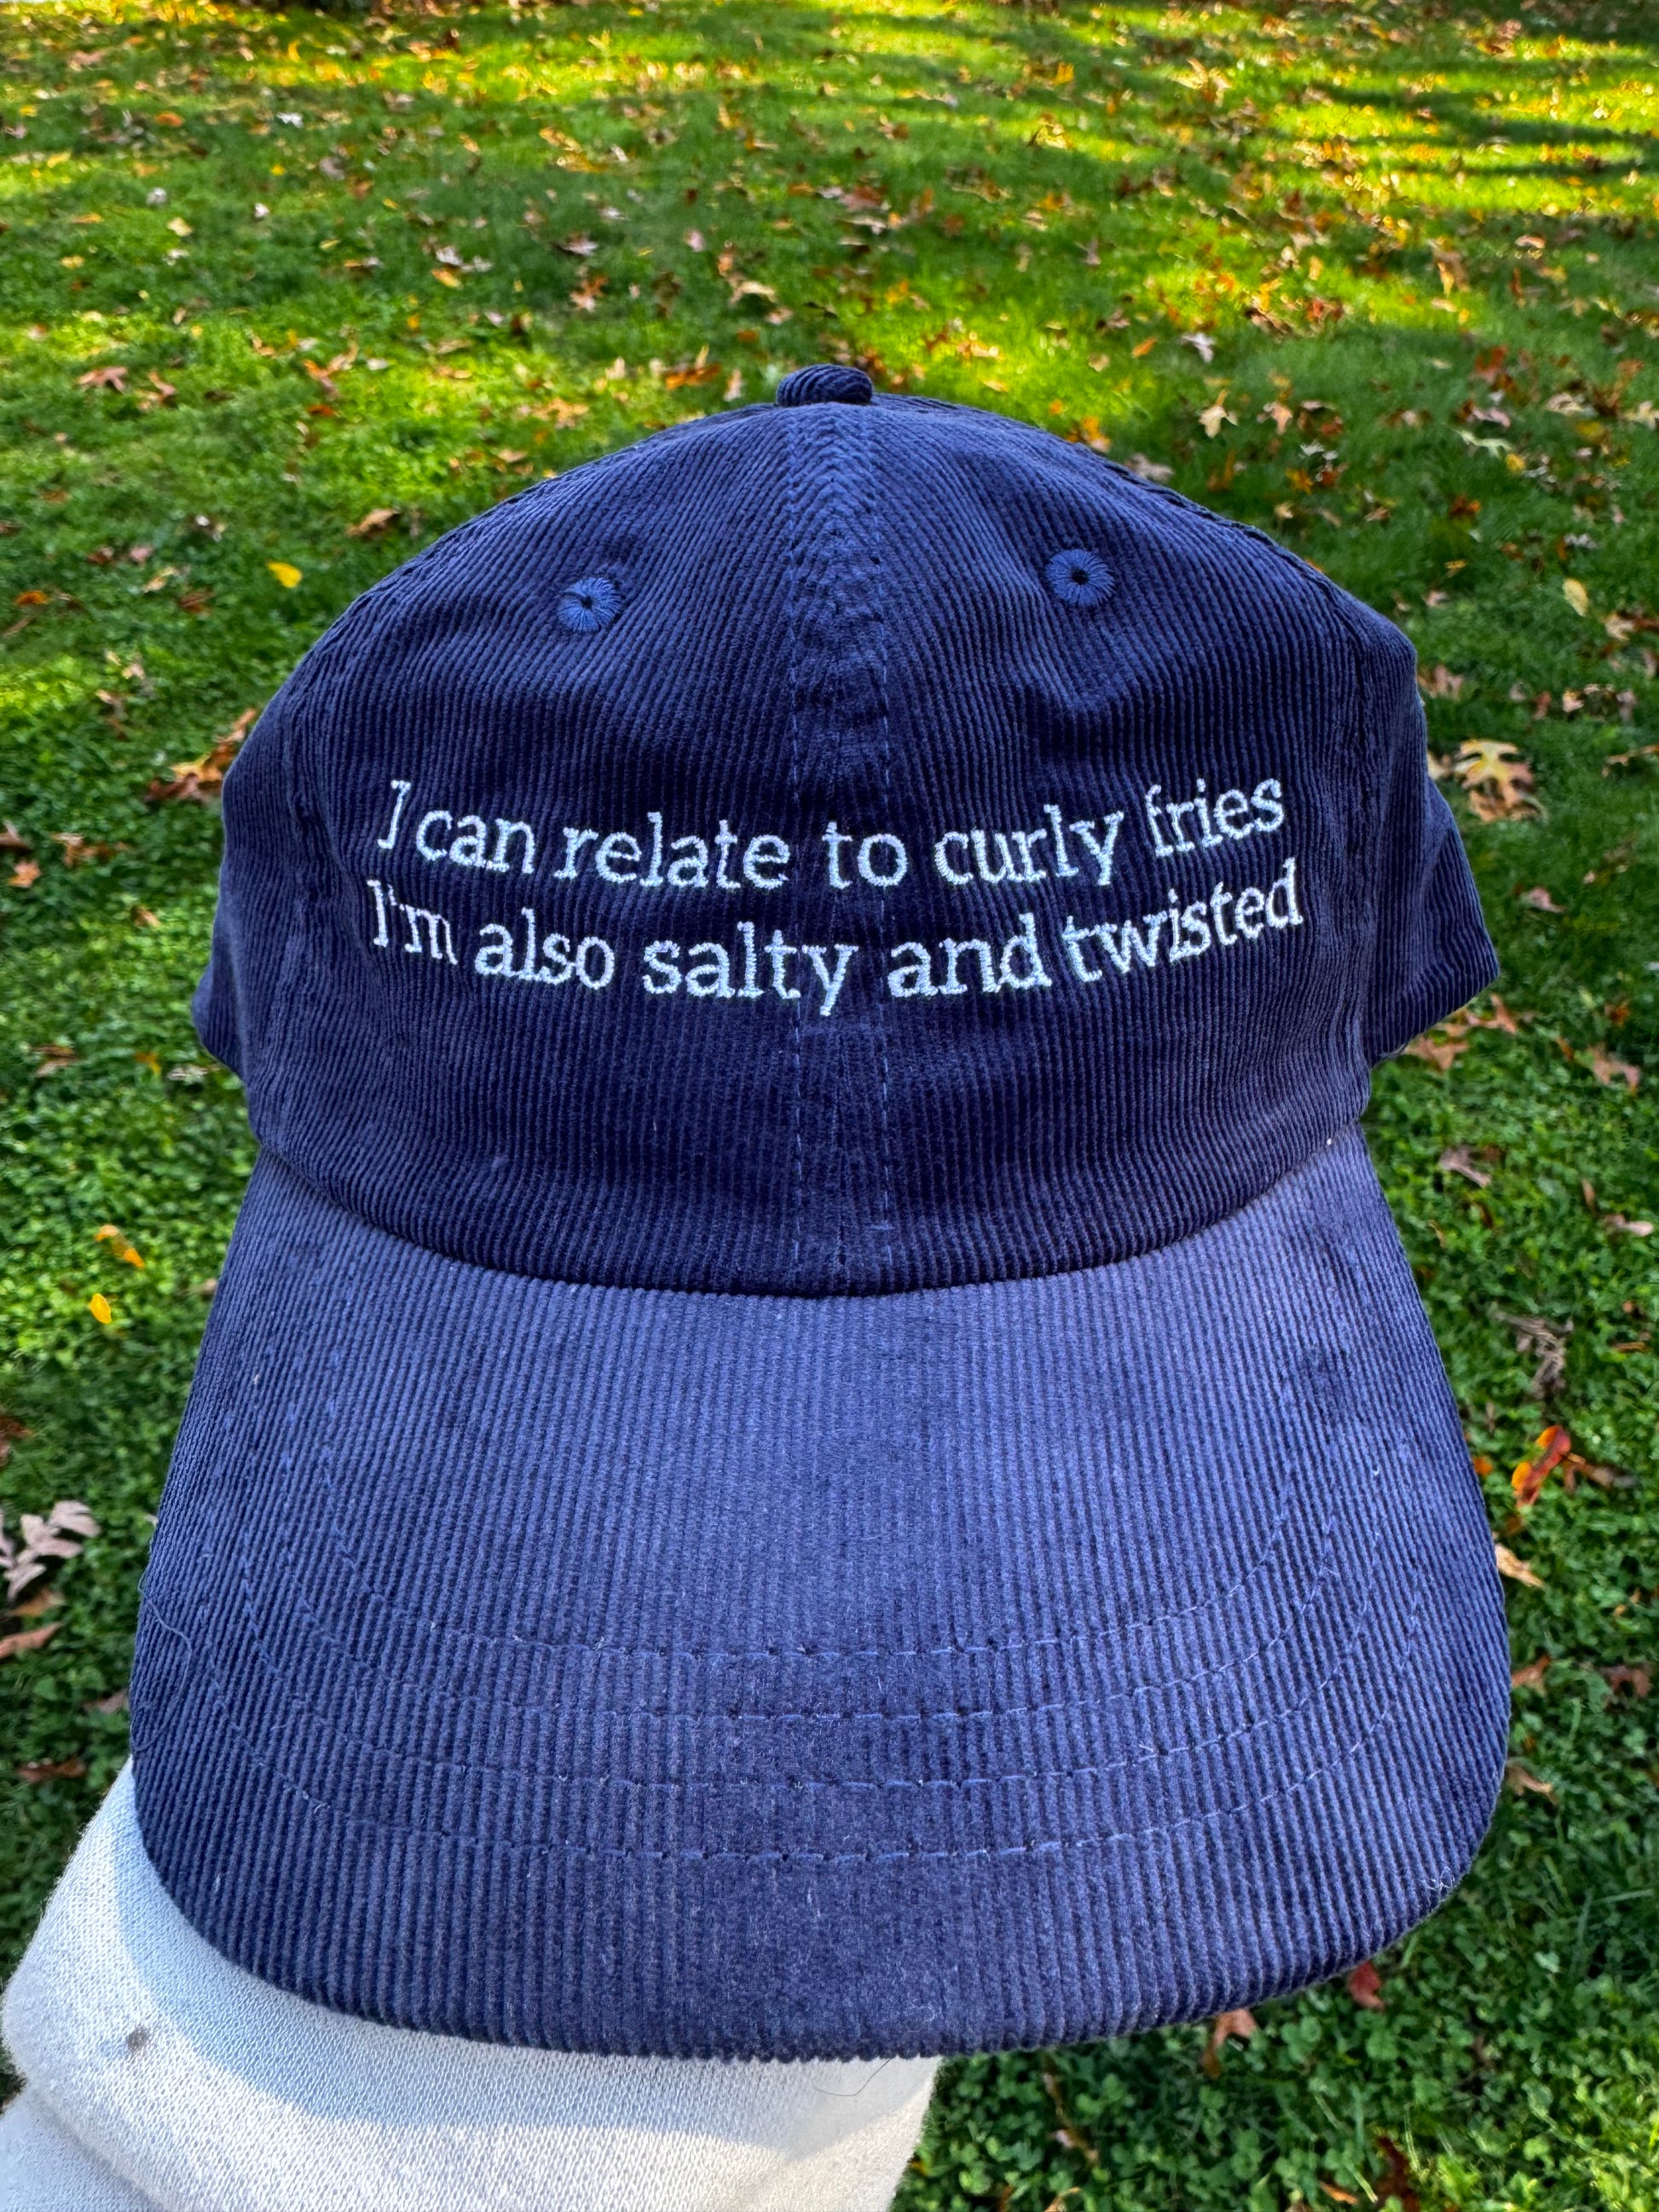 I can relate to curly fries
I'm also salty and twisted